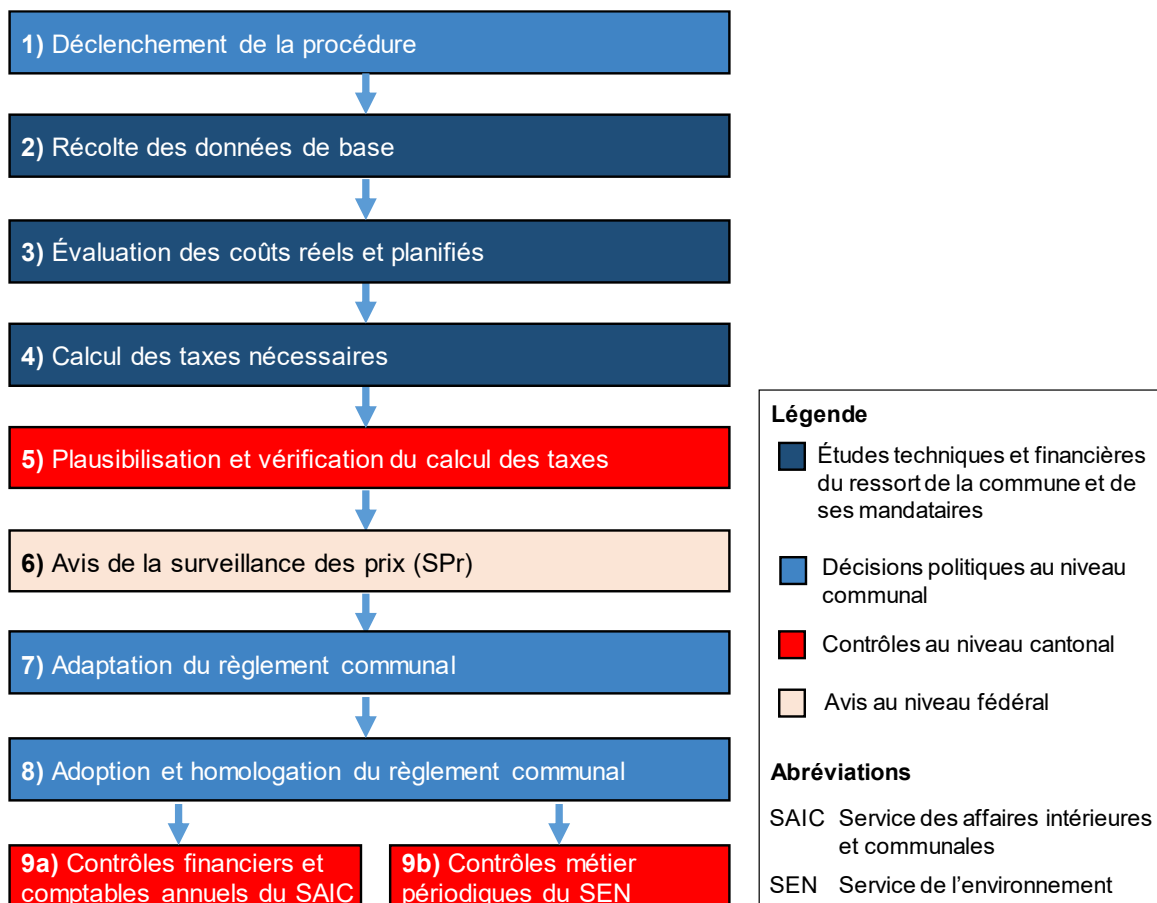 1) Déclenchement de la procédure
2) Récolte des données de base
3) Évaluation des coûts réels et planifiés
4) Calcul des taxes nécessaires
5) Plausibilisation et vérification du calcul des taxes
6) Avis de la surveillance des prix (SPr)
7) Adaptation du règlement communal
8) Adoption et homologation du règlement communal
9a) Contrôles financiers et
comptables annuels du SAIC
9b) Contrôles métier
périodiques du SEN
Légende
Études techniques et financières
du ressort de la commune et de
ses mandataires
Décisions politiques au niveau
communal
Contrôles au niveau cantonal
Avis au niveau fédéral
Abréviations
SAIC Service des affaires intérieures
et communales
SEN Service de l'environnement